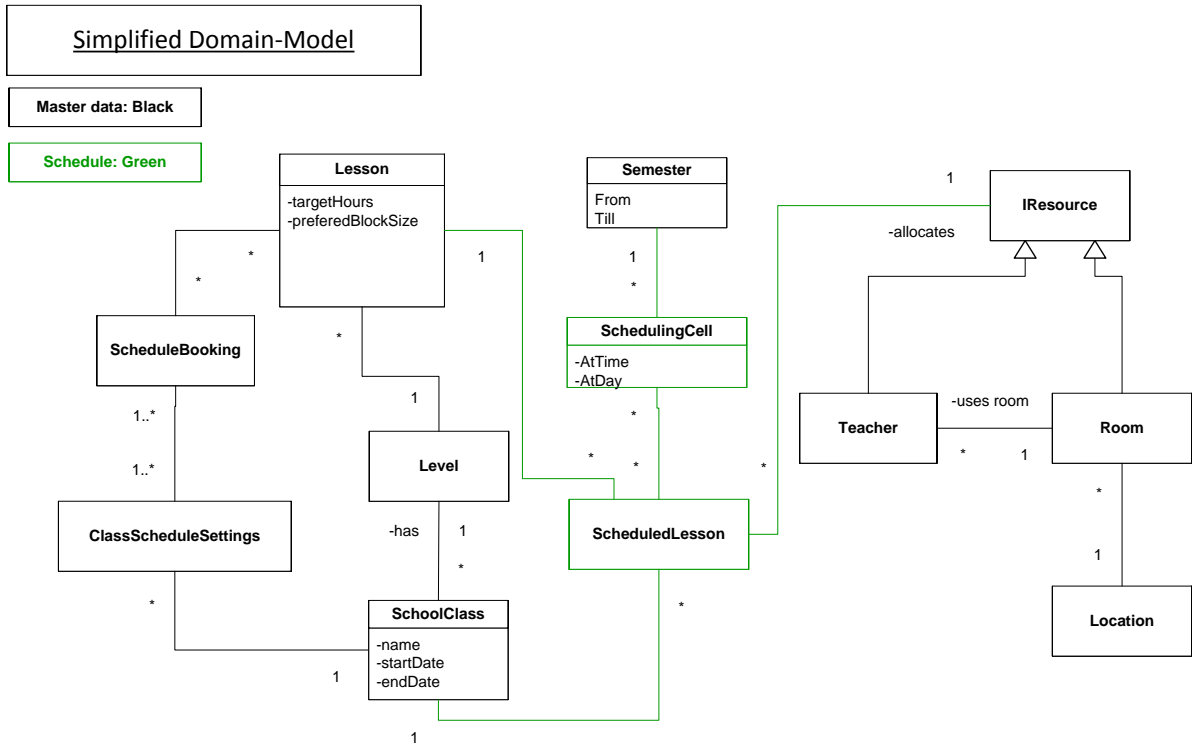 Simplified Domain-Model
Master data: Black
Schedule: Green
Lesson
-targetHours
-preferedBlockSize
Semester
From
Till
IResource
1
-allocates
1
1
*
*
*
*
SchedulingCell
-AtTime
-AtDay
ScheduleBooking
1
1..*
*
-uses room
Teacher
Room
*
1
Level
1..*
*
*
*
*
ClassScheduleSettings
-has
1
ScheduledLesson
1
*
*
*
SchoolClass
-name
-startDate
-endDate
Location
1
1